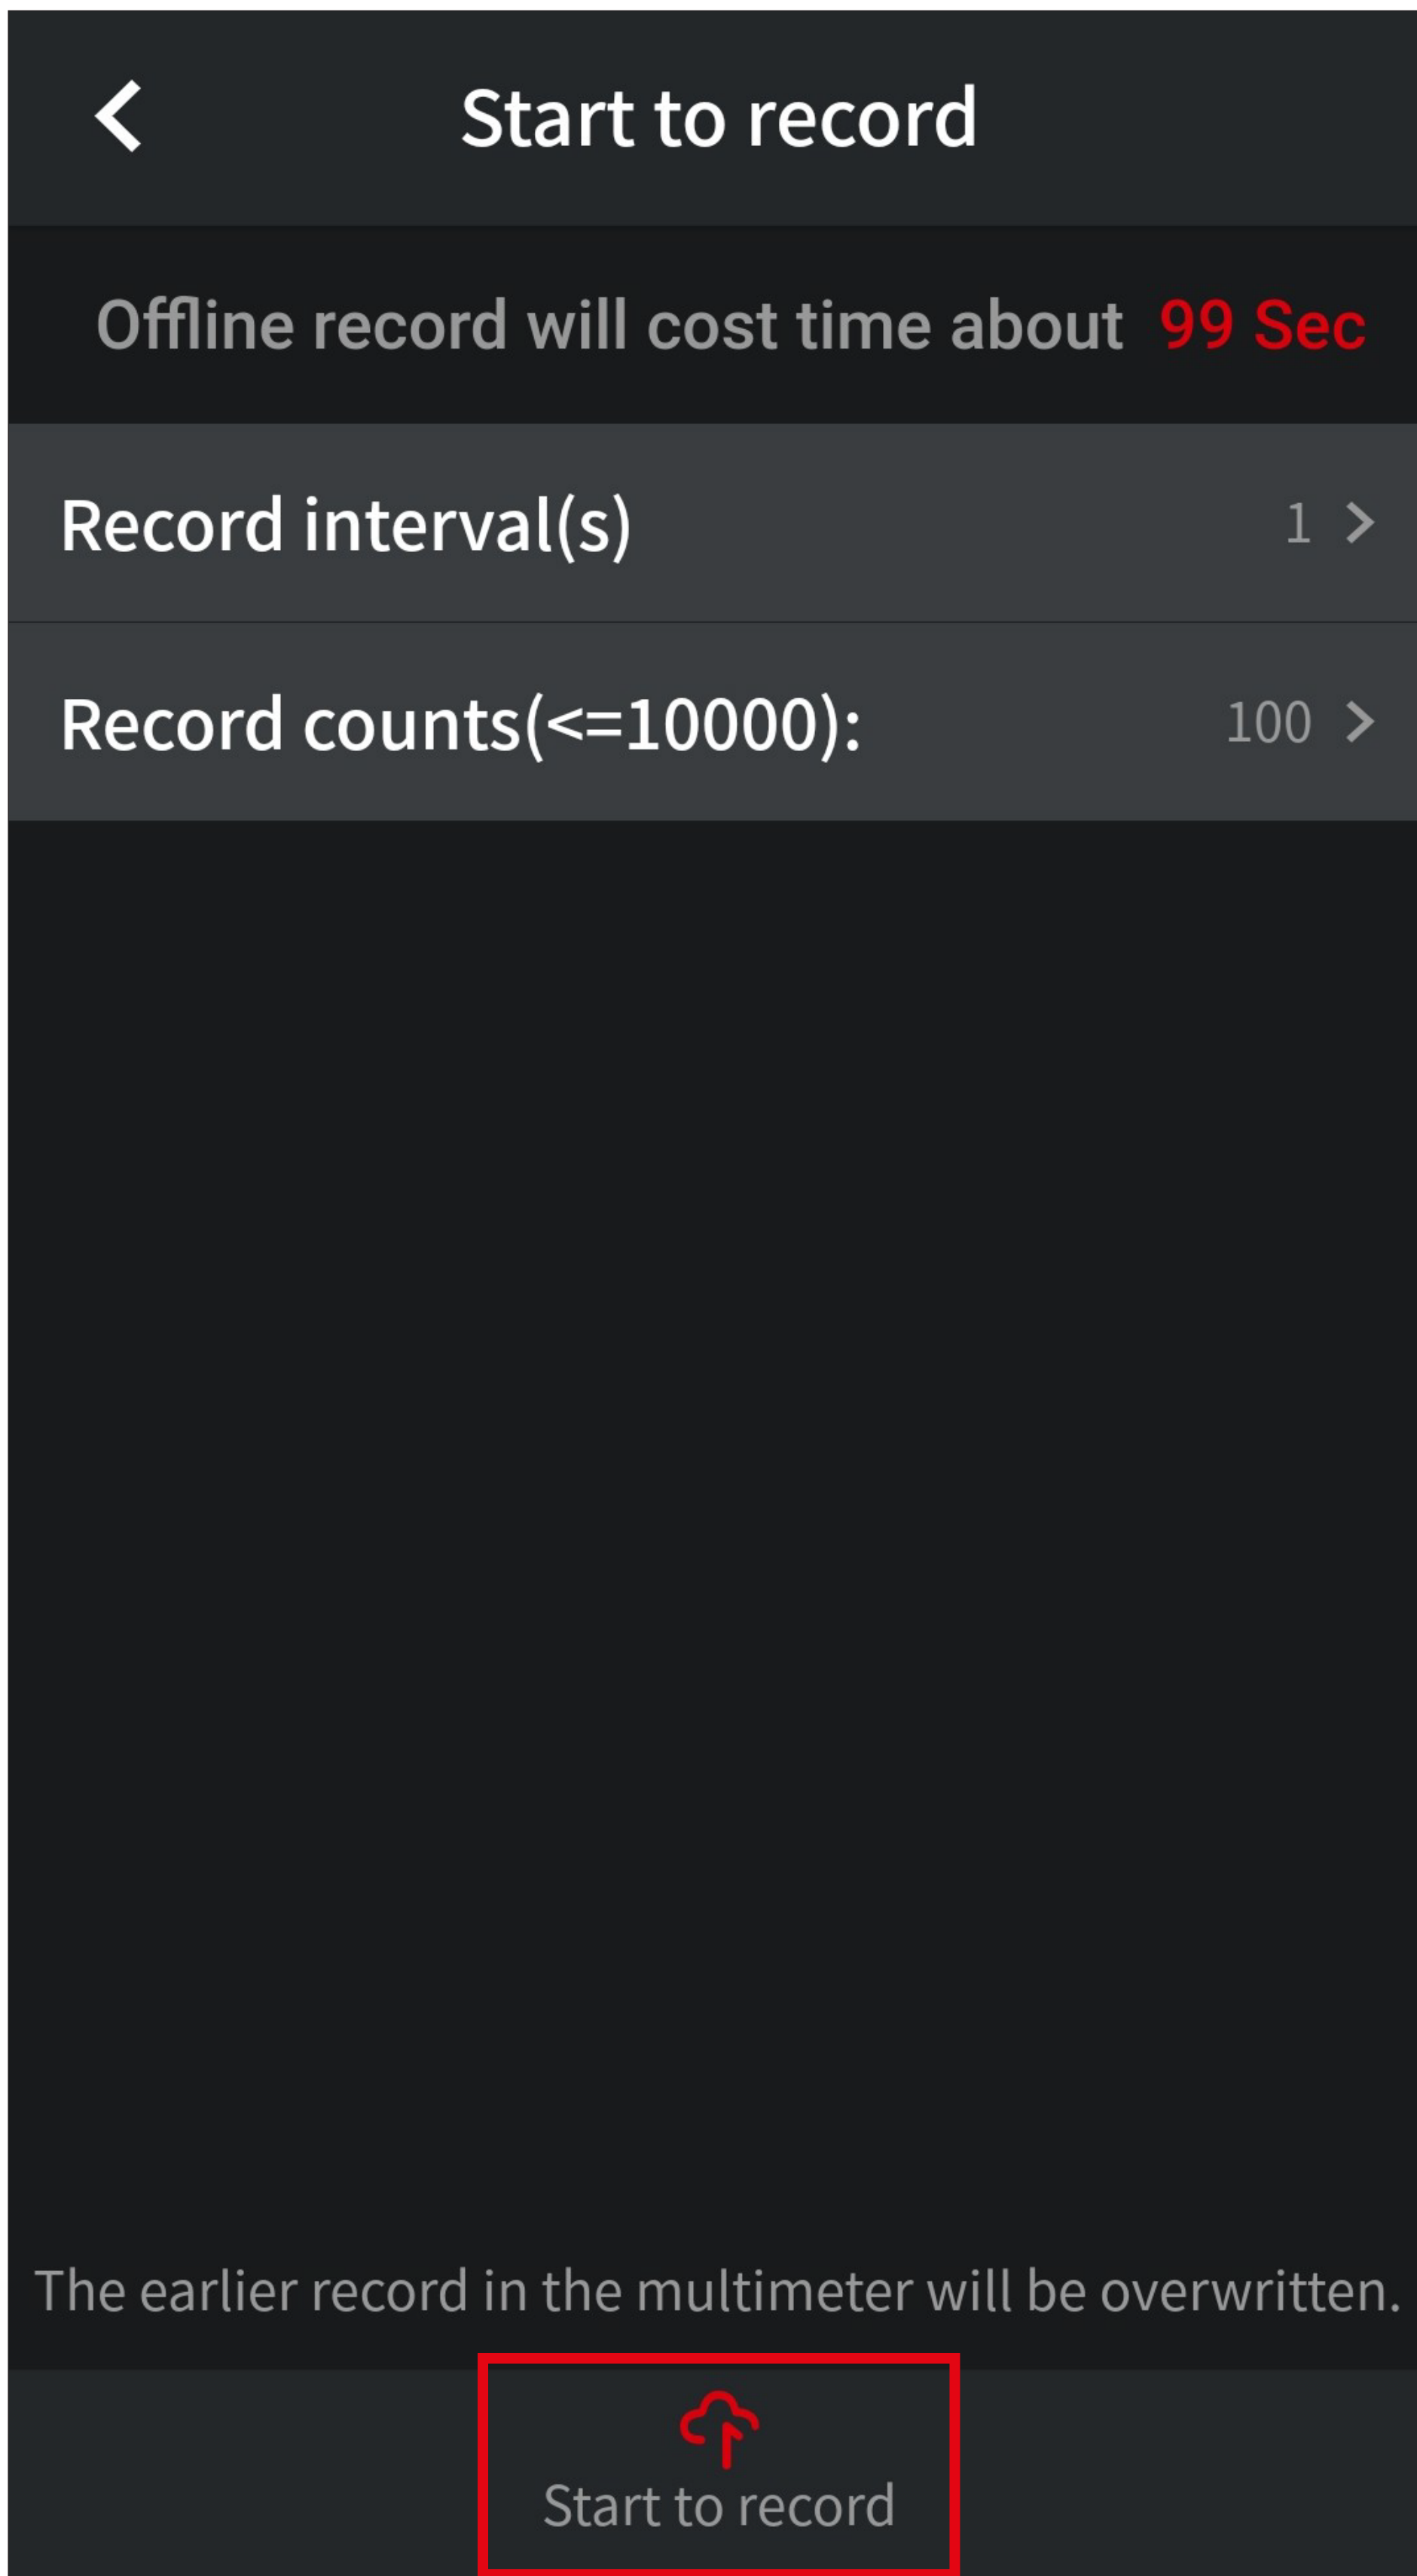 Start to record
Offline record will cost time about 99 Sec
Record interval(s) 1
Record counts(<=10000): 100
The earlier record in the multimeter will be overwritten.
Start to record